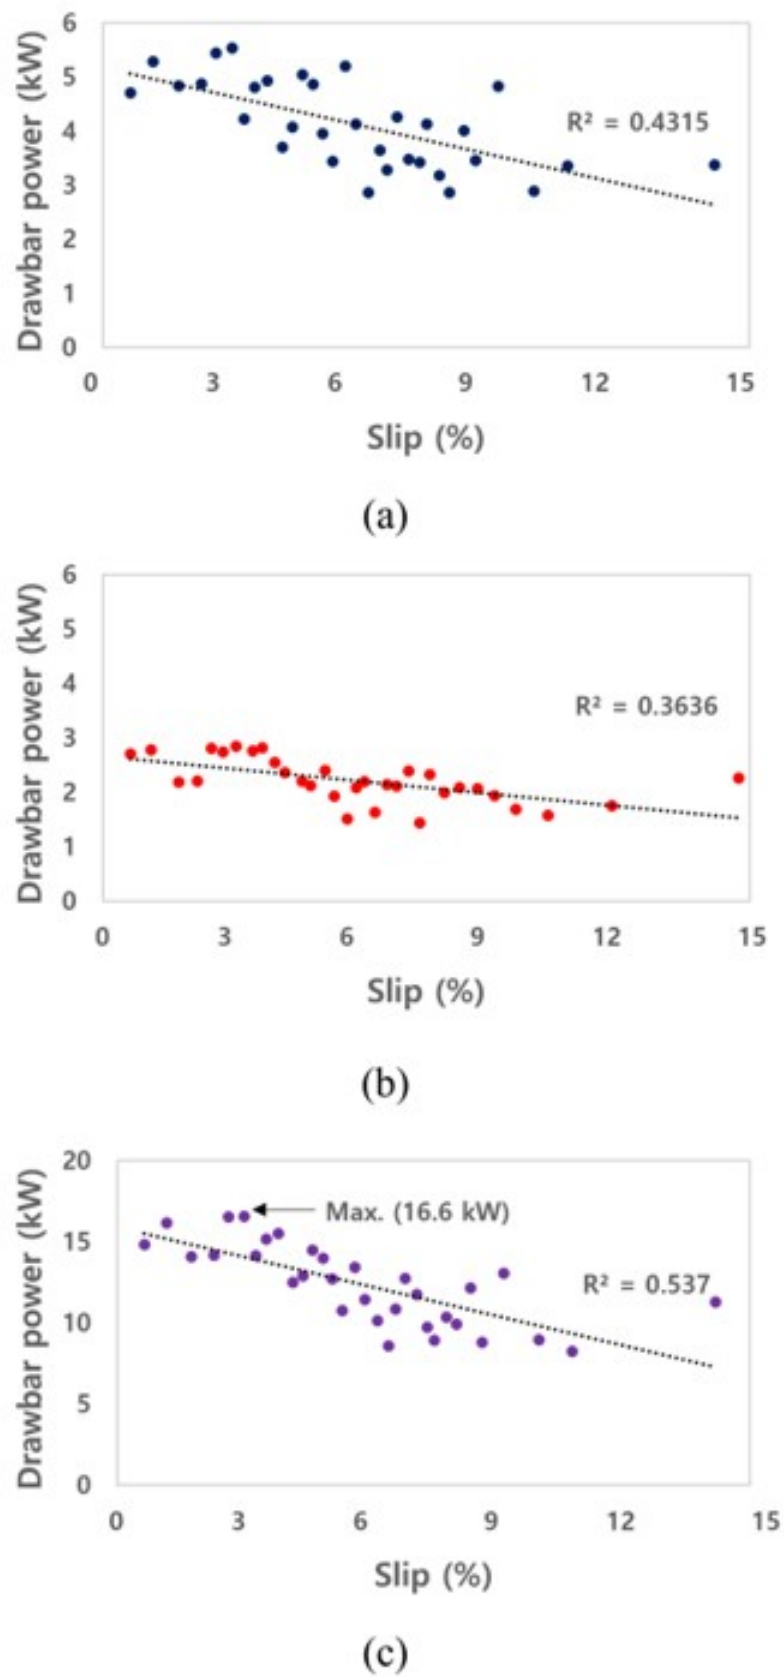 6
5
4
3
2
1
0
Drawbar power (kW)
R² = 0.4315
0 3 6 9 12 15
Slip (%)
(a)
6
5
4
3
2
1
0
Drawbar power (kW)
R² = 0.3636
0 3 6 9 12 15
Slip (%)
(b)
20
15
10
5
0
Drawbar power (kW)
Max. (16.6 kW)
R² = 0.537
0 3 6 9 12 15
Slip (%)
(c)